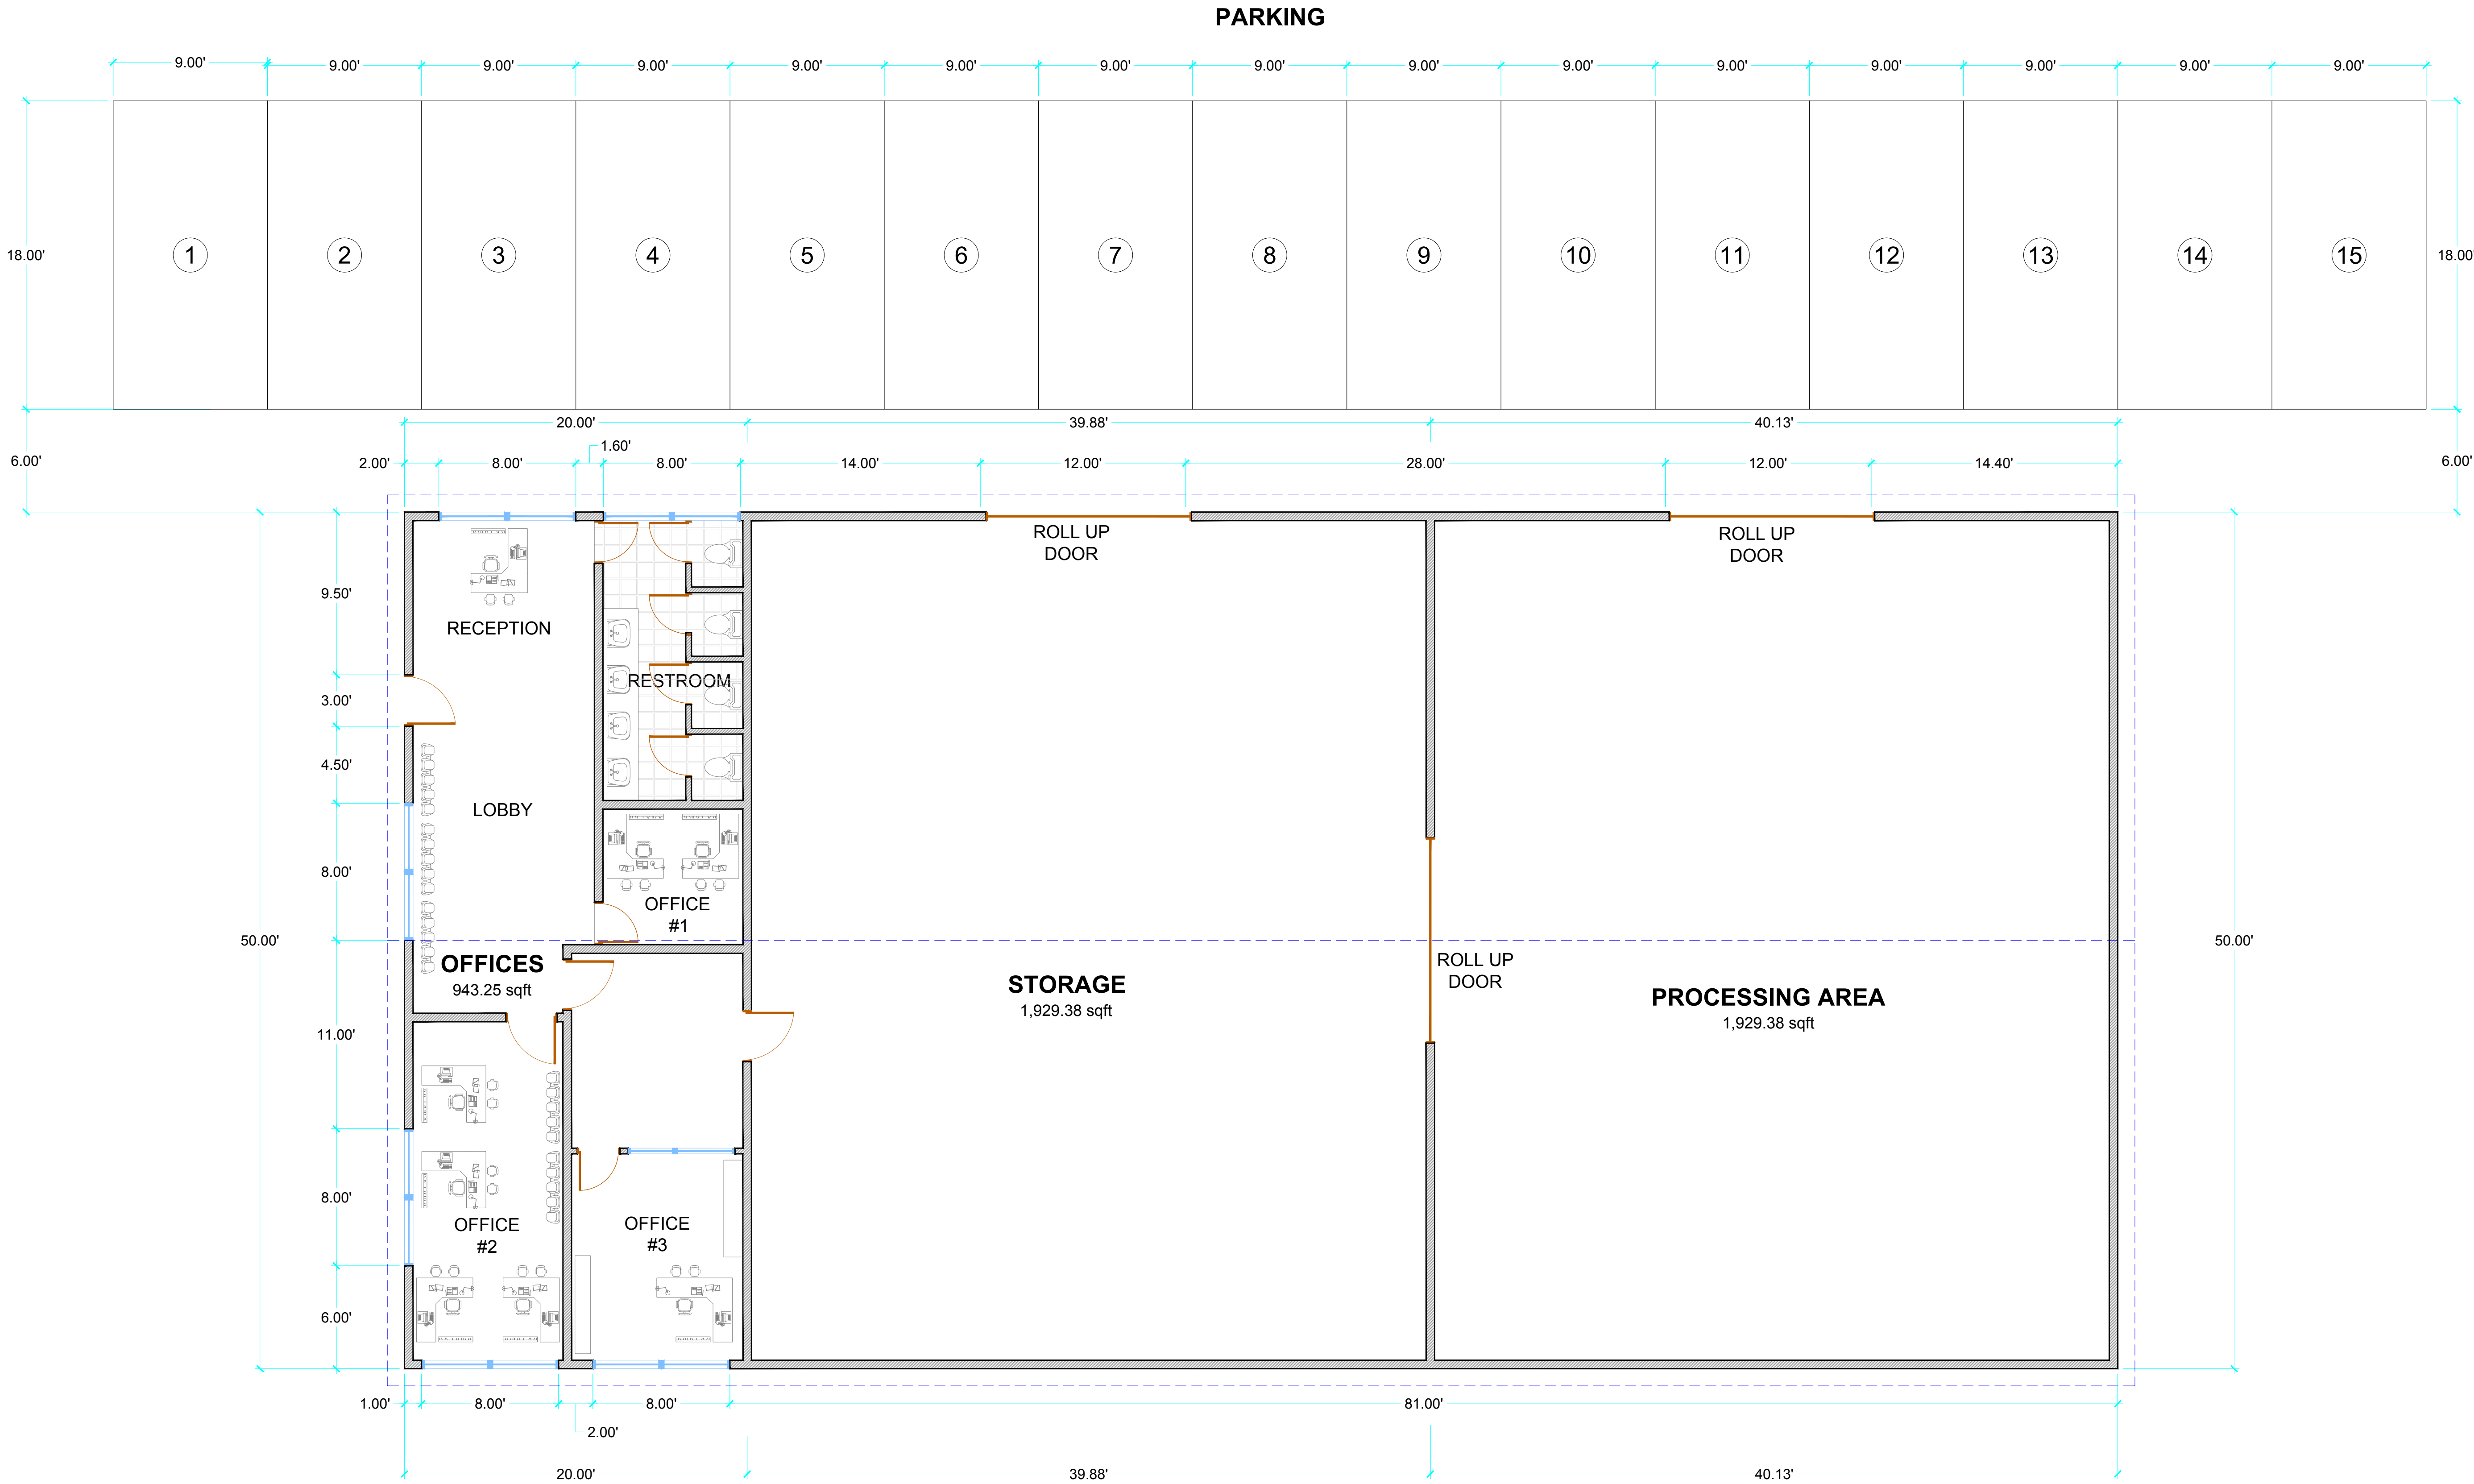 PARKING
9.00' 9.00' 9.00' 9.00' 9.00' 9.00' 9.00' 9.00' 9.00' 9.00' 9.00' 9.00' 9.00' 9.00' 9.00'
18.00' 1 2 3 4 5 6 7 8 9 10 11 12 13 14 15 18.00'
20.00' 39.88' 40.13'
1.60'
6.00' 2.00' 8.00' 8.00' 14.00' 12.00' 28.00' 12.00' 14.40' 6.00'
ROLL UP
DOOR
ROLL UP
DOOR
9.50'
RECEPTION
RESTROOM
3.00'
4.50'
LOBBY
8.00'
OFFICE
#1
50.00'
50.00'
OFFICES
943.25 sqft
STORAGE
1,929.38 sqft
ROLL UP
DOOR
PROCESSING AREA
1,929.38 sqft
11.00'
8.00'
OFFICE
#2
OFFICE
#3
6.00'
1.00' 8.00' 8.00' 81.00'
2.00'
20.00' 39.88' 40.13'